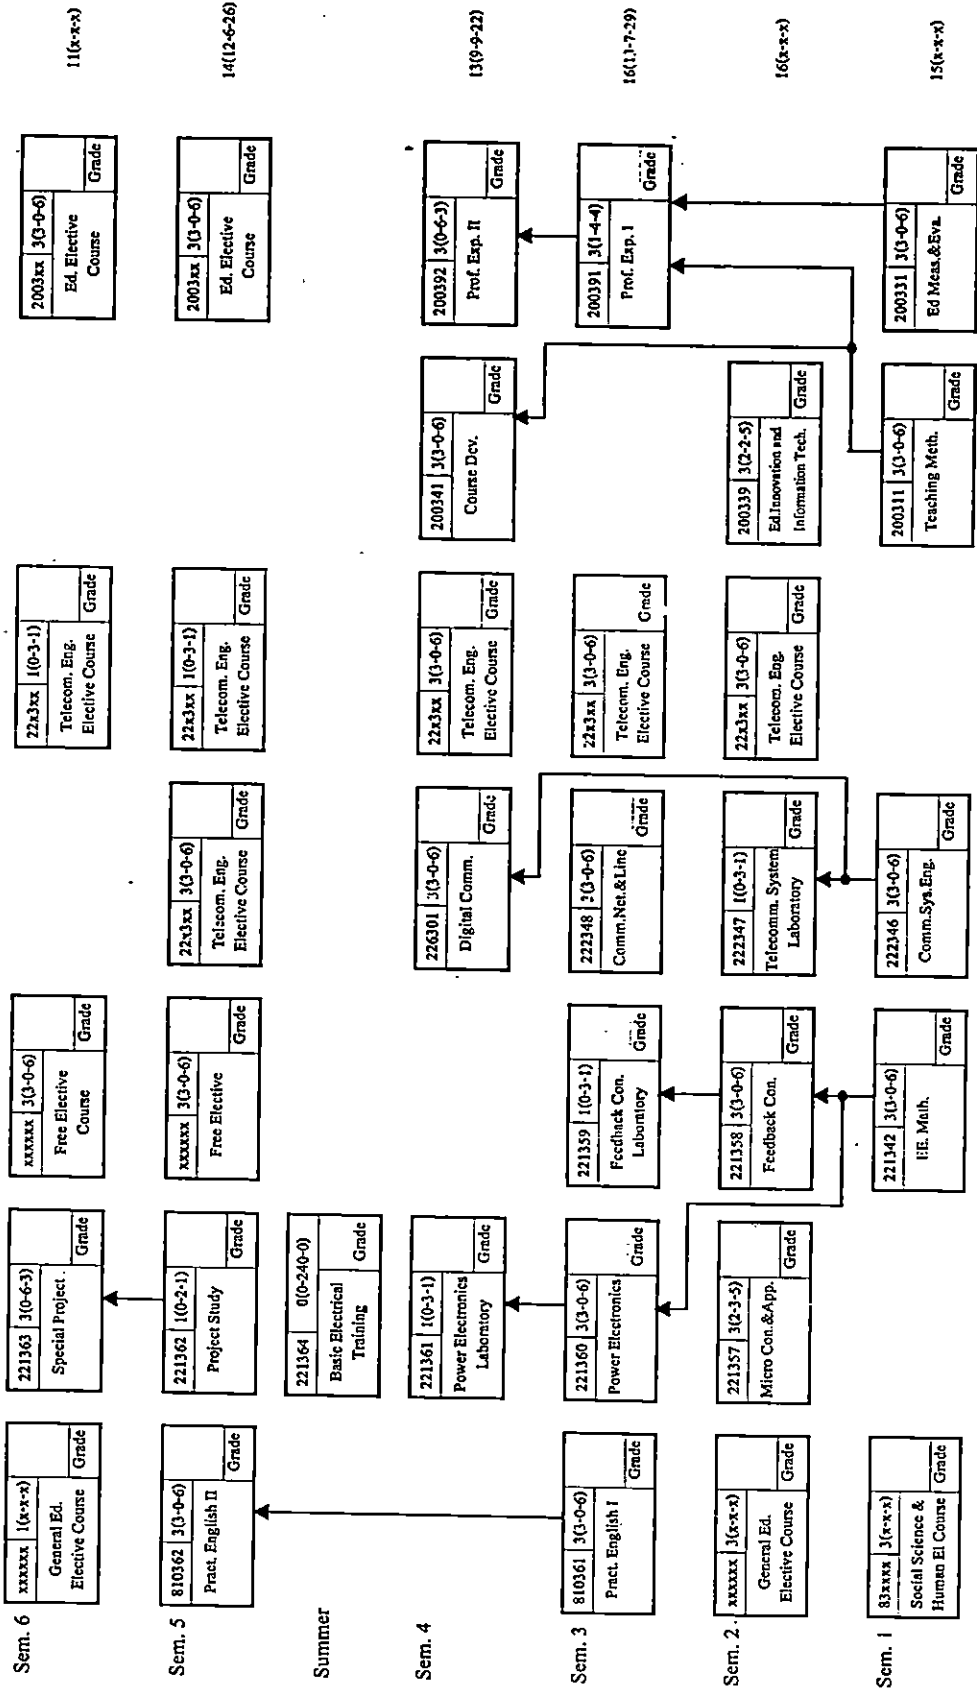 Sem. 6
xxxxxx 1(x-x-x)
General Ed.
Elective Course
Grade
221363 3(0-6-3)
Special Project .
Grade
xxxxxx 3(3-0-6)
Free Elective
Course
Grade
22x3xx 1(0-3-1)
Telecom. Eng.
Elective Course
Grade
2003xx 3(3-0-6)
Ed. Elective
Course
Grade
11(x-x-x)
Sem. 5
810362 3(3-0-6)
Pract. English II
Grade
221362 1(0-2-1)
Project Study
Grade
xxxxxx 3(3-0-6)
Free Elective
Grade
22x3xx 3(3-0-6)
Telecom. Eng.
Elective Course
Grade
22x3xx 1(0-3-1)
Telecom. Eng.
Elective Course
Grade
2003xx 3(3-0-6)
Ed. Elective
Course
Grade
14(12-6-26)
Summer
221364 0(0-240-0)
Basic Electrical
Training
Grade
Sem. 4
221361 1(0-3-1)
Power Electronics
Laboratory
Grade
226301 3(3-0-6)
Digital Comm.
Grade
22x3xx 3(3-0-6)
Telecom. Eng.
Elective Course
Grade
200341 3(3-0-6)
Course Dev.
Grade
200392 3(0-6-3)
Prof. Exp. II
Grade
13(9-9-22)
Sem. 3
810361 3(3-0-6)
Pract. English I
Grade
221360 3(3-0-6)
Power Electronics
Grade
221359 1(0-3-1)
Feedback Con.
Laboratory
Grade
222348 3(3-0-6)
Comm.Net.&Line
Grade
22x3xx 3(3-0-6)
Telecom. Eng.
Elective Course
Grade
200391 3(1-4-4)
Prof. Exp. I
Grade
16(13-7-29)
Sem. 2
xxxxxx 3(x-x-x)
General Ed.
Elective Course
Grade
221357 3(2-3-5)
Micro Con.&App.
Grade
221358 3(3-0-6)
Feedback Con.
Grade
222347 1(0-3-1)
Telecomm. System
Laboratory
Grade
22x3xx 3(3-0-6)
Telecom. Eng.
Elective Course
Grade
200339 3(2-2-5)
Ed.Innovation and
Information Tech.
Grade
16(x-x-x)
Sem. 1
83xxxx 3(x-x-x)
Social Science &
Human El Course
Grade
221342 3(3-0-6)
EE. Math.
Grade
222346 3(3-0-6)
Comm.Sys.Eng.
Grade
200311 3(3-0-6)
Teaching Meth.
Grade
200331 3(3-0-6)
Ed Meas.&Eva.
Grade
15(x-x-x)